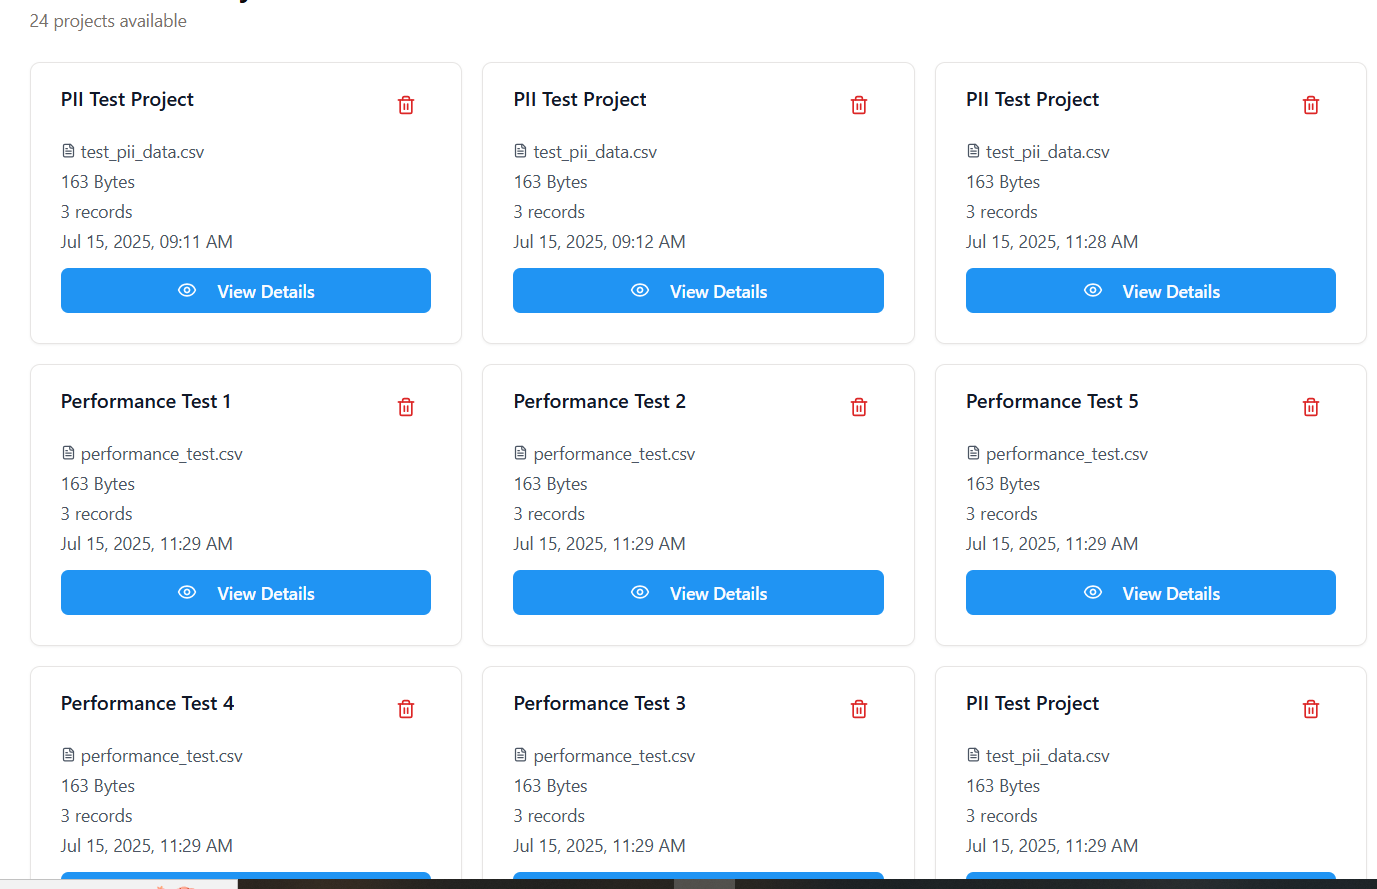 24 projects available
PII Test Project
test_pii_data.csv
163 Bytes
3 records
Jul 15, 2025, 09:11 AM
View Details
PII Test Project
test_pii_data.csv
163 Bytes
3 records
Jul 15, 2025, 09:12 AM
View Details
PII Test Project
test_pii_data.csv
163 Bytes
3 records
Jul 15, 2025, 11:28 AM
View Details
Performance Test 1
performance_test.csv
163 Bytes
3 records
Jul 15, 2025, 11:29 AM
View Details
Performance Test 2
performance_test.csv
163 Bytes
3 records
Jul 15, 2025, 11:29 AM
View Details
Performance Test 5
performance_test.csv
163 Bytes
3 records
Jul 15, 2025, 11:29 AM
View Details
Performance Test 4
performance_test.csv
163 Bytes
3 records
Jul 15, 2025, 11:29 AM
Performance Test 3
performance_test.csv
163 Bytes
3 records
Jul 15, 2025, 11:29 AM
PII Test Project
test_pii_data.csv
163 Bytes
3 records
Jul 15, 2025, 11:29 AM